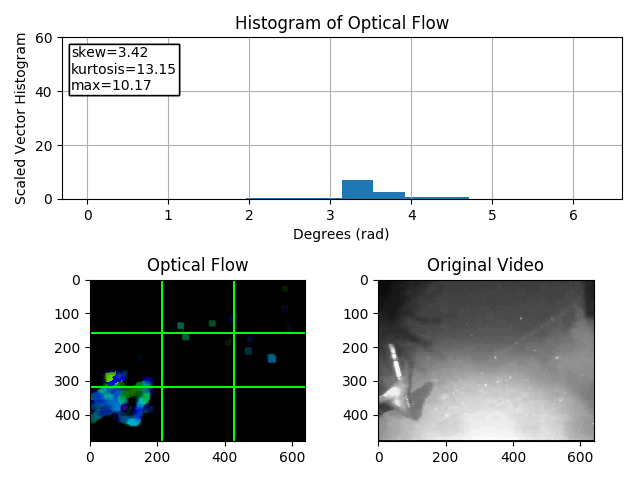 Histogram of Optical Flow
Scaled Vector Histogram
60
40
20
0
skew=3.42
kurtosis=13.15
max=10.17
0 1 2 3 4 5 6
Degrees (rad)
Optical Flow
0
100
200
300
400
0 200 400 600
Original Video
0
100
200
300
400
0 200 400 600